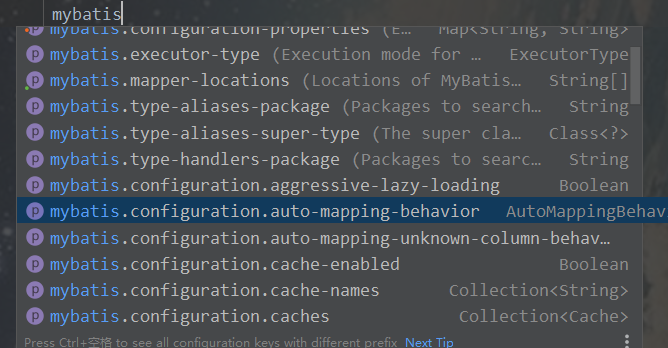 mybatis
mybatis.configuration-properties (E… Map<String, String>
mybatis.executor-type (Execution mode for … ExecutorType
mybatis.mapper-locations (Locations of MyBatis… String[]
mybatis.type-aliases-package (Packages to search… String
mybatis.type-aliases-super-type (The super cla… Class<?>
mybatis.type-handlers-package (Packages to searc… String
mybatis.configuration.aggressive-lazy-loading Boolean
mybatis.configuration.auto-mapping-behavior AutoMappingBehav
mybatis.configuration.auto-mapping-unknown-column-behav…
mybatis.configuration.cache-enabled Boolean
mybatis.configuration.cache-names Collection<String>
mybatis.configuration.caches Collection<Cache>
Press Ctrl+空格 to see all configuration keys with different prefix Next Tip